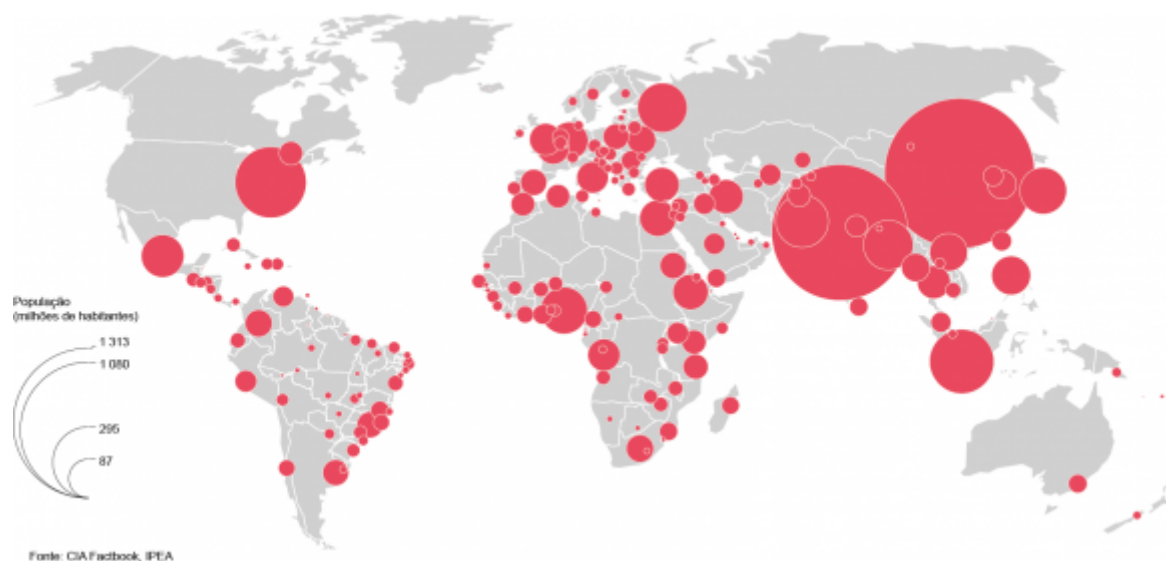 População
(milhões de habitantes)
1 313
1 080
295
87
Fonte: CIA Factbook, IPEA